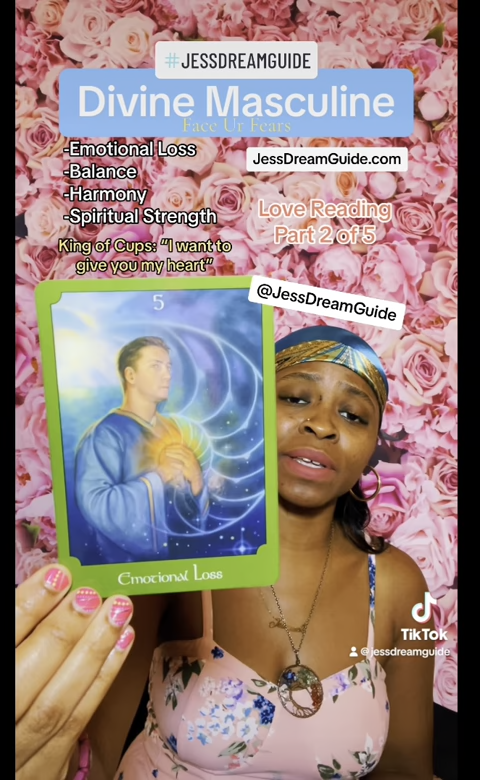 #JESSDREAMGUIDE
Divine Masculine
Face Ur Fears
-Emotional Loss
-Balance
-Harmony
-Spiritual Strength
JessDreamGuide.com
Love Reading
Part 2 of 5
King of Cups: “I want to
give you my heart”
@JessDreamGuide
5
Emotional Loss
TikTok
@jessdreamguide